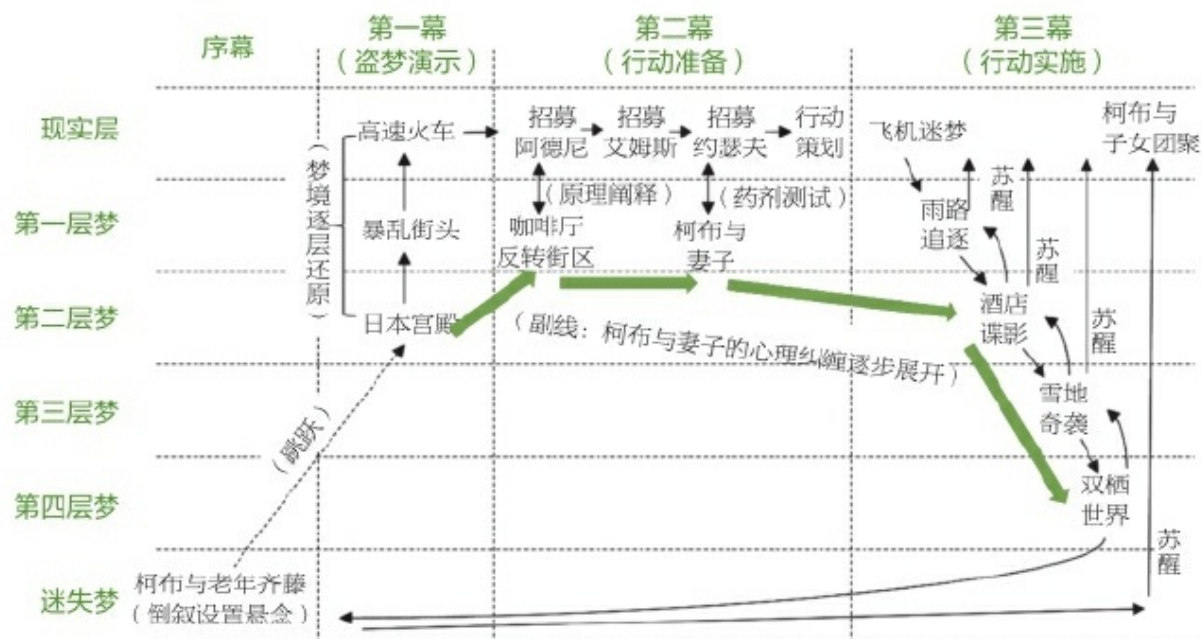 序幕
第一幕
（盗梦演示）
第二幕
（行动准备）
第三幕
（行动实施）
现实层
高速火车
招募
阿德尼
招募
艾姆斯
招募
约瑟夫
行动
策划
飞机迷梦
柯布与
子女团聚
（梦境逐层还原）
（原理阐释）
（药剂测试）
苏醒
第一层梦
暴乱街头
咖啡厅
反转街区
柯布与
妻子
雨路
追逐
苏醒
第二层梦
日本宫殿
（副线：柯布与妻子的心理纠缠逐步展开）
酒店
谍影
苏醒
第三层梦
雪地
奇袭
（跳跃）
第四层梦
双栖
世界
苏醒
迷失梦
柯布与老年齐藤
（倒叙设置悬念）